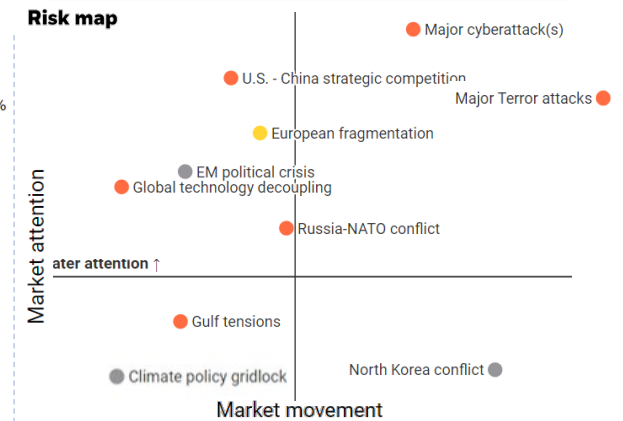 Risk map
Major cyberattack(s)
U.S. - China strategic competition
Major Terror attacks
%
European fragmentation
EM political crisis
Global technology decoupling
Russia-NATO conflict
Market attention
ater attention ↑
Gulf tensions
North Korea conflict
Climate policy gridlock
Market movement